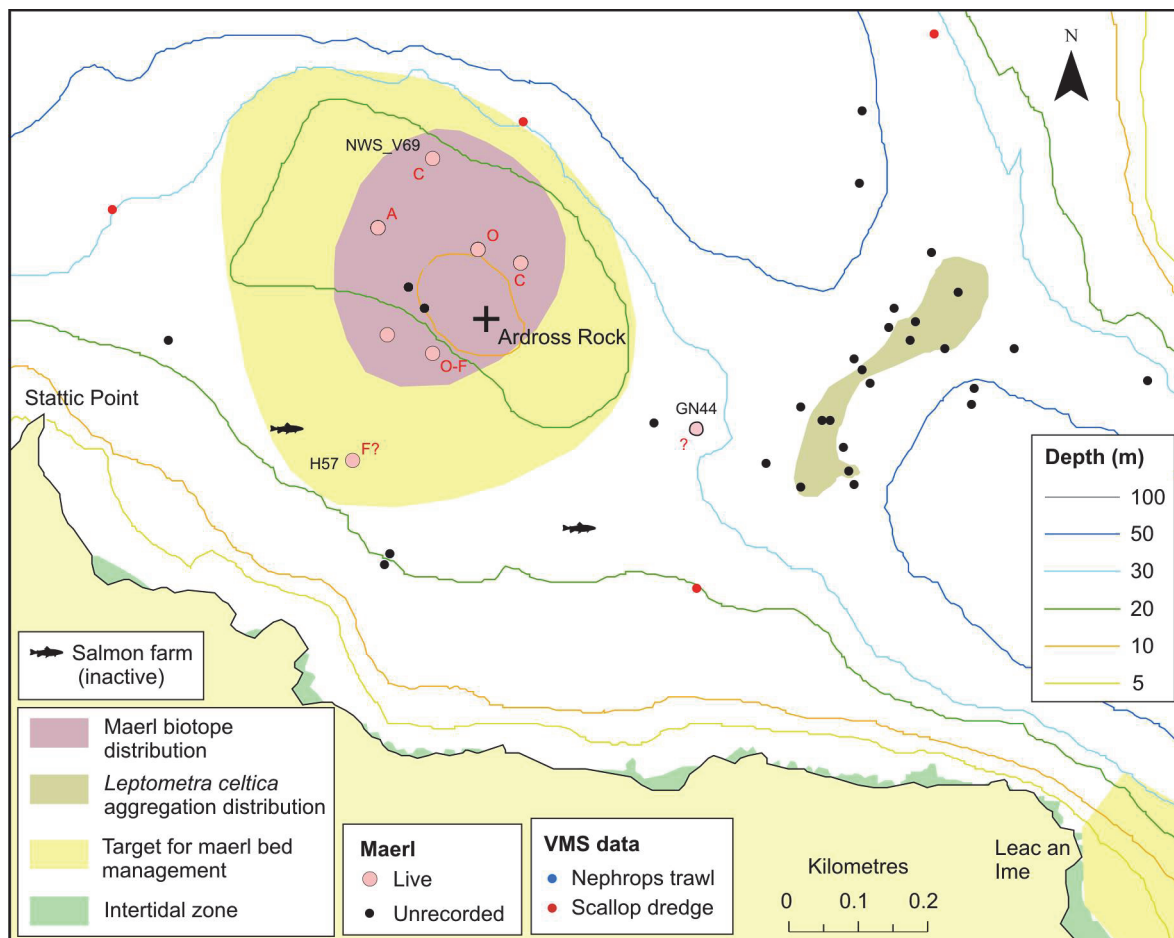 N
NWS_V69
C
A
O
C
Ardross Rock
O-F
Stattic Point
GN44
?
F?
H57
Depth (m)
100
50
30
20
10
5
Salmon farm
(inactive)
Maerl biotope
distribution
Leptometra celtica
aggregation distribution
Target for maerl bed
management
Intertidal zone
Maerl
Live
Unrecorded
VMS data
Nephrops trawl
Scallop dredge
Kilometres
0 0.1 0.2
Leac an
Ime